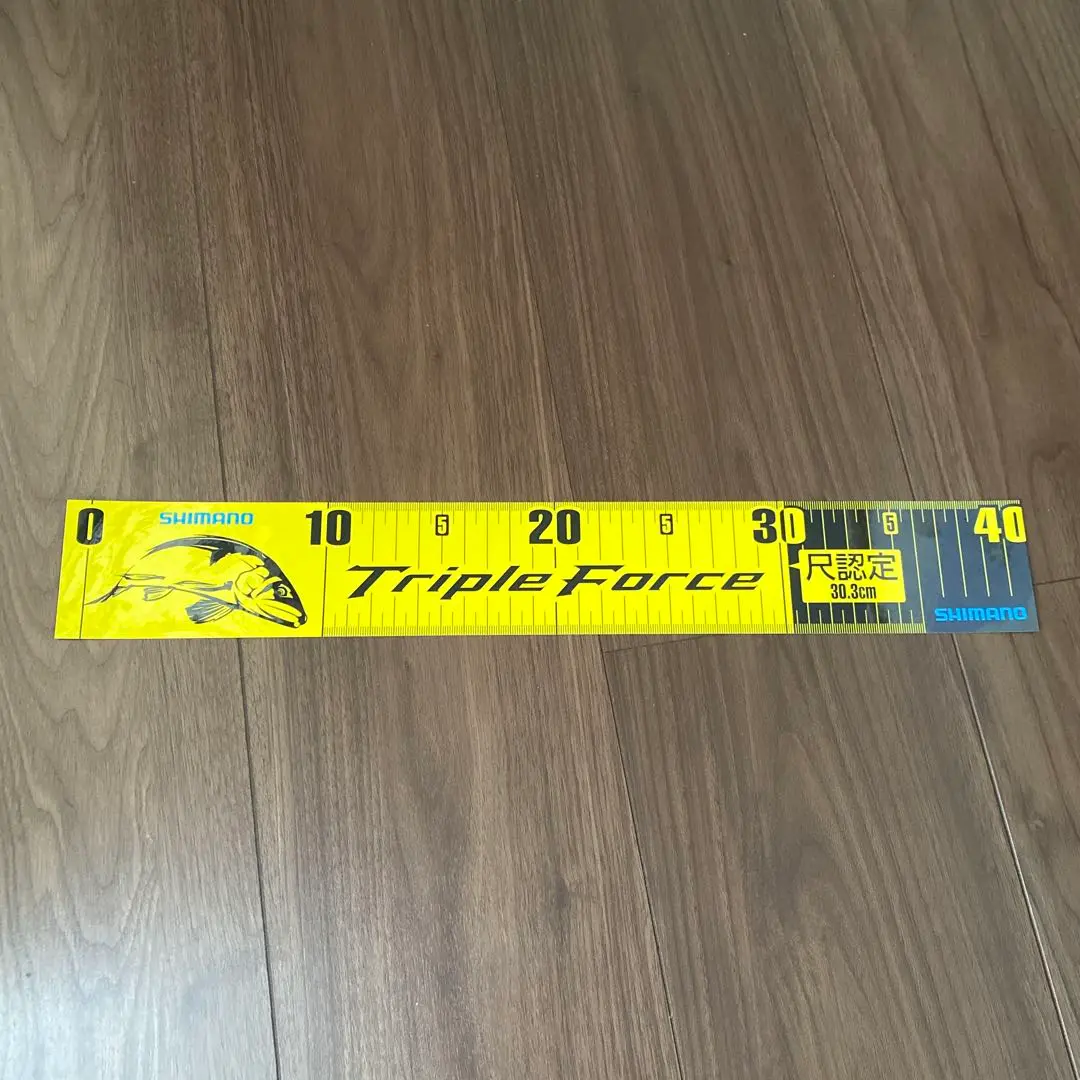 0 SHIMANO 10 5 20 5 30 5 40
Triple Force
尺認定
30.3cm
SHIMANO